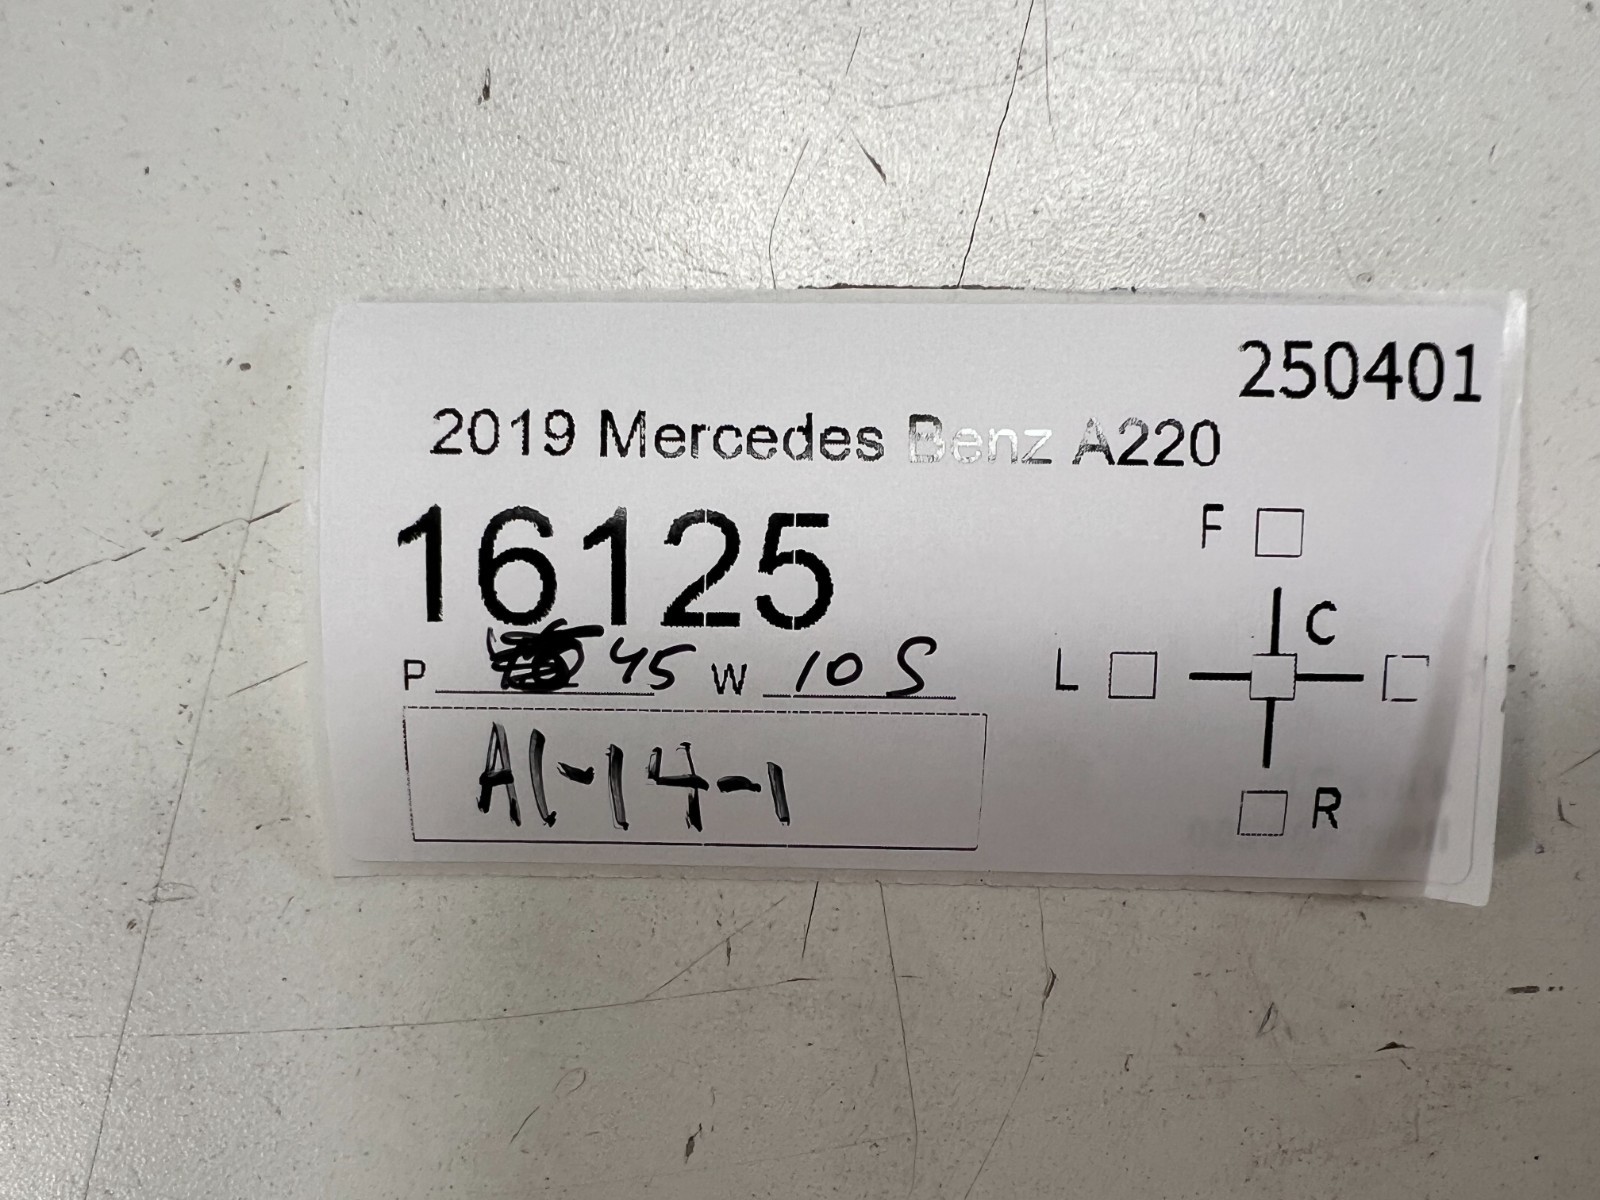 250401
2019 Mercedes Benz A220
16125
F
C
L
P 45 W 10 S
A1-14-1
R